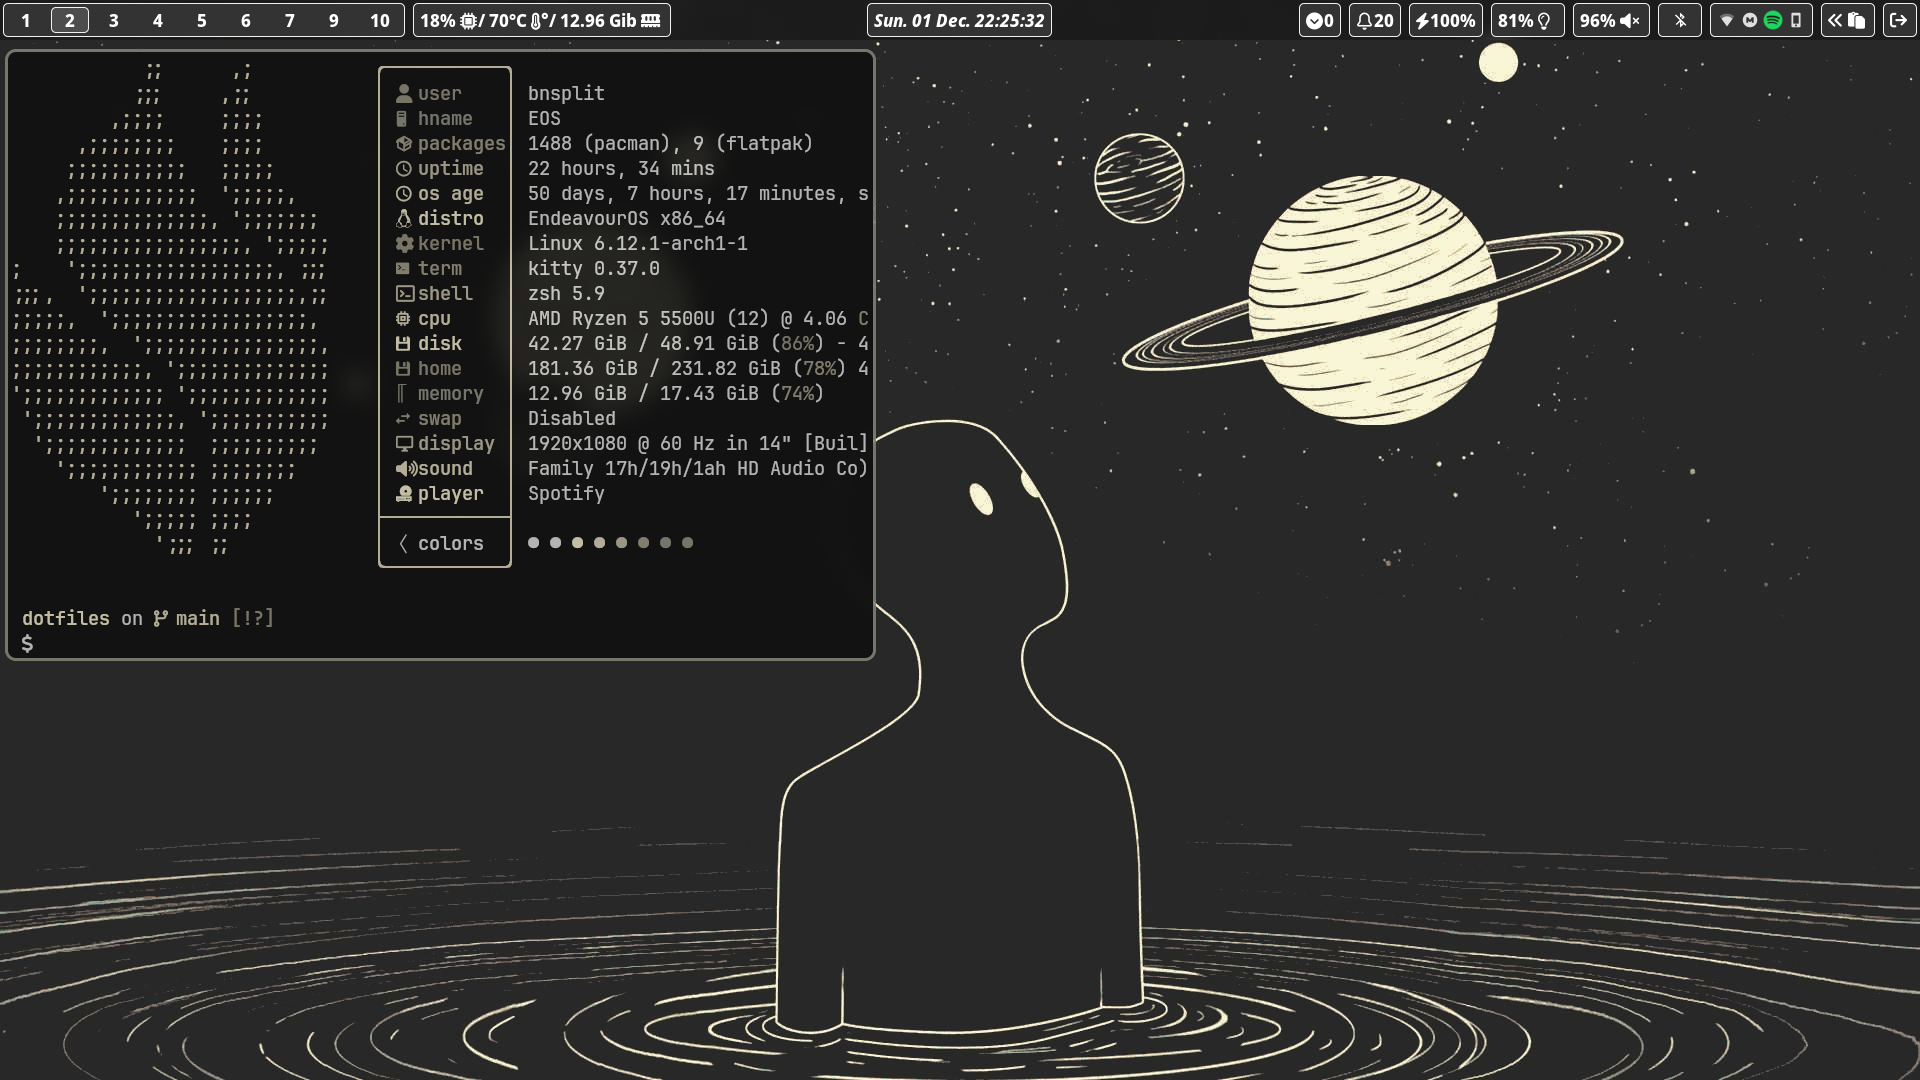 1 2 3 4 5 6 7 8 9 10
18% / 70°C / 12.96 Gib
Sun. 01 Dec. 22:25:32
0
20
100%
81%
96%
user bnsplit
hname EOS
packages 1488 (pacman), 9 (flatpak)
uptime 22 hours, 34 mins
os age 50 days, 7 hours, 17 minutes, s
distro EndeavourOS x86_64
kernel Linux 6.12.1-arch1-1
term kitty 0.37.0
shell zsh 5.9
cpu AMD Ryzen 5 5500U (12) @ 4.06 C
disk 42.27 GiB / 48.91 GiB (86%) - 4
home 181.36 GiB / 231.82 GiB (78%) 4
memory 12.96 GiB / 17.43 GiB (74%)
swap Disabled
display 1920x1080 @ 60 Hz in 14" [Buil]
sound Family 17h/19h/1ah HD Audio Co)
player Spotify
colors
dotfiles on main [!?]
$